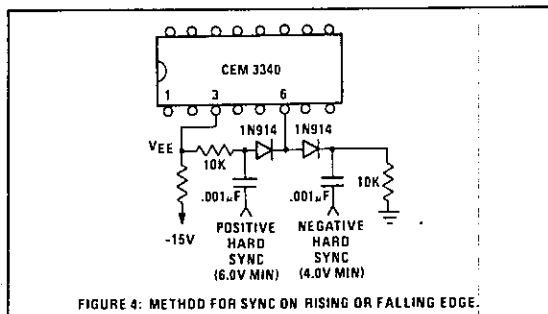 CEM 3340
1 3 6
1N914 1N914
VEE
10K
.001μF
.001μF
10K
-15V
POSITIVE
HARD
SYNC
(6.0V MIN)
NEGATIVE
HARD
SYNC
(4.0V MIN)
FIGURE 4: METHOD FOR SYNC ON RISING OR FALLING EDGE.